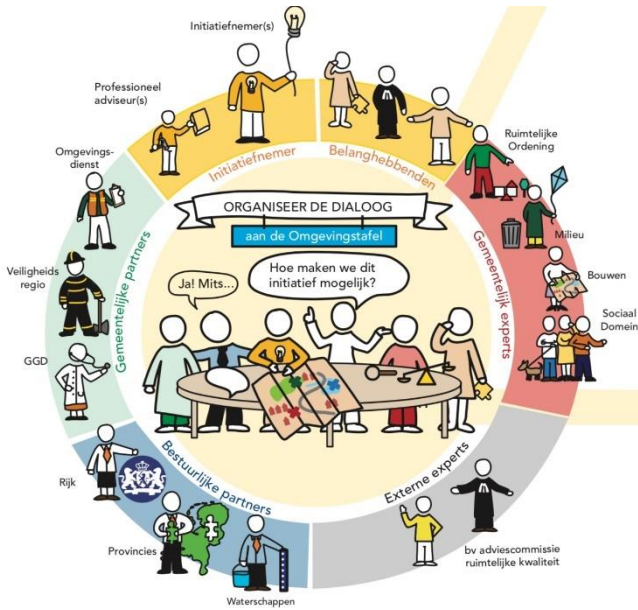 Initiatiefnemer(s)
Professioneel
adviseur(s)
Omgevings-
dienst
Veiligheids
regio
GGD
Rijk
Provincies
Waterschappen
bv adviescommissie
ruimtelijke kwaliteit
Sociaal
Domein
Bouwen
Milieu
Ruimtelijke
Ordening
Initiatiefnemer
Belanghebbenden
Gemeentelijk experts
Externe experts
Bestuurlijke partners
Gemeentelijke partners
ORGANISEER DE DIALOOG
aan de Omgevingstafel
Ja! Mits...
Hoe maken we dit
initiatief mogelijk?